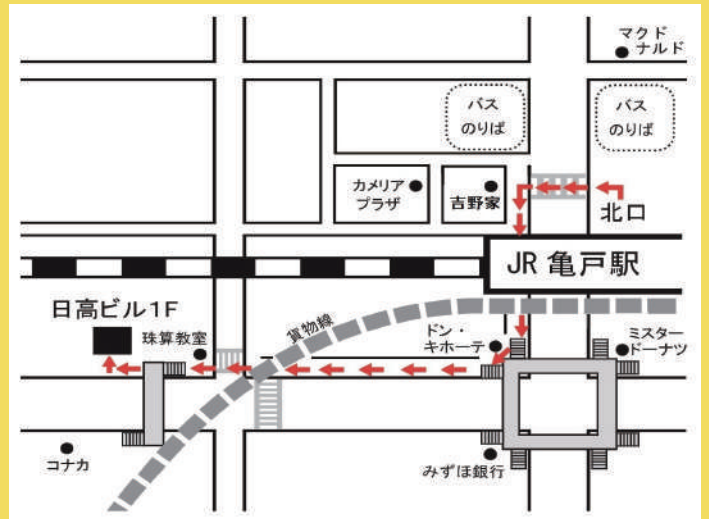 マクド
ナルド
バス
のりば
バス
のりば
カメリア
プラザ
吉野家
北口
JR 亀戸駅
日高ビル1F
珠算教室
貨物線
ドン・
キホーテ
ミスター
ドーナツ
コナカ
みずほ銀行